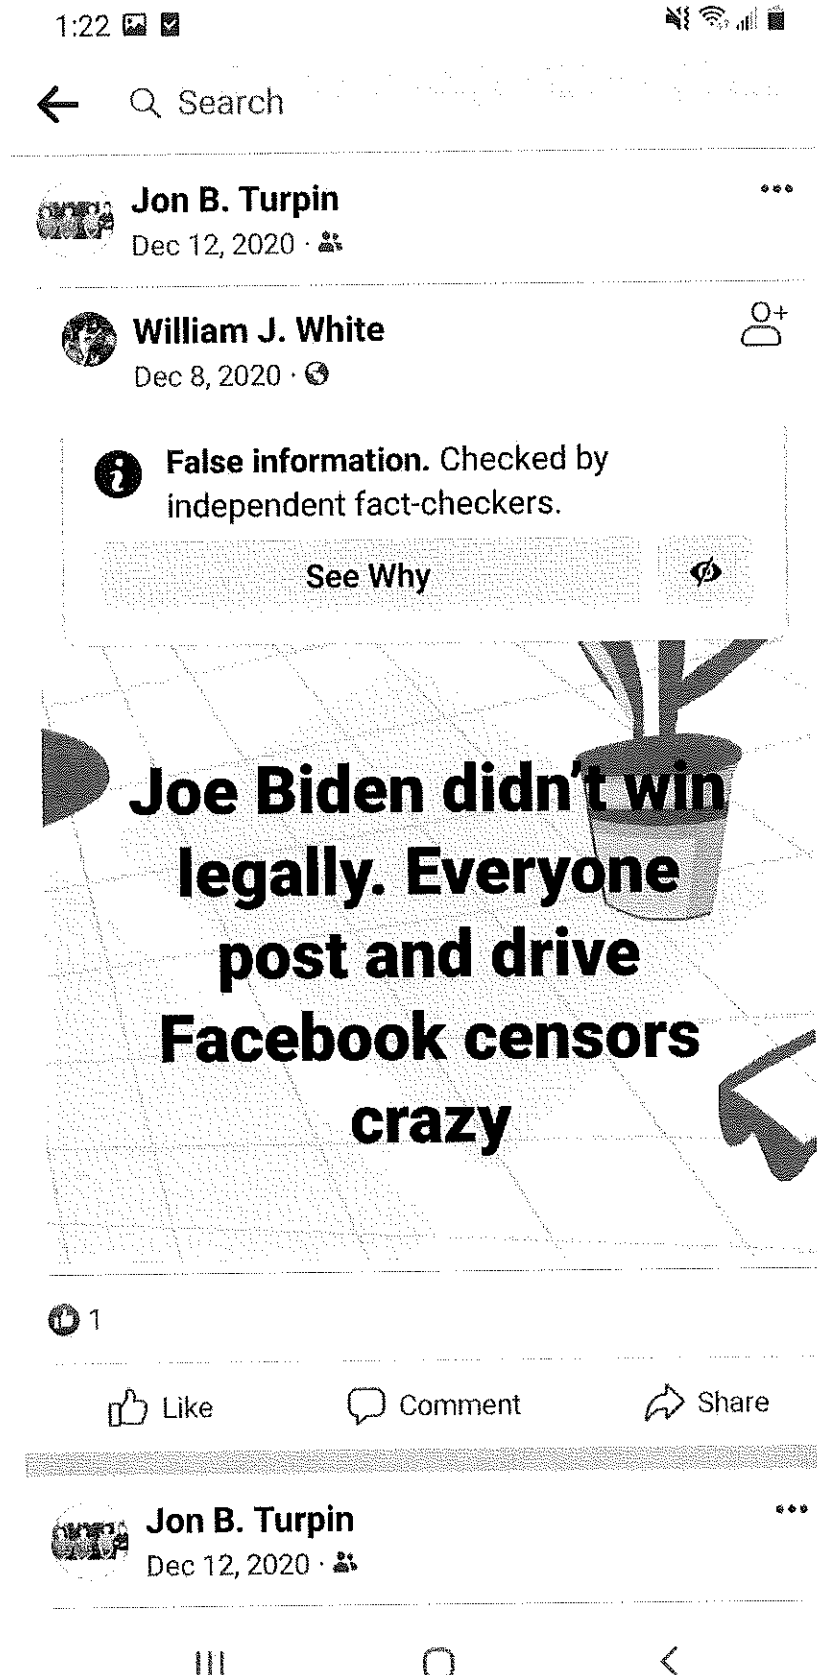 1:22
Search
Jon B. Turpin
Dec 12, 2020 ·
William J. White
Dec 8, 2020 ·
False information. Checked by
independent fact-checkers.
See Why
Joe Biden didn't win
legally. Everyone
post and drive
Facebook censors
crazy
1
Like Comment Share
Jon B. Turpin
Dec 12, 2020 ·